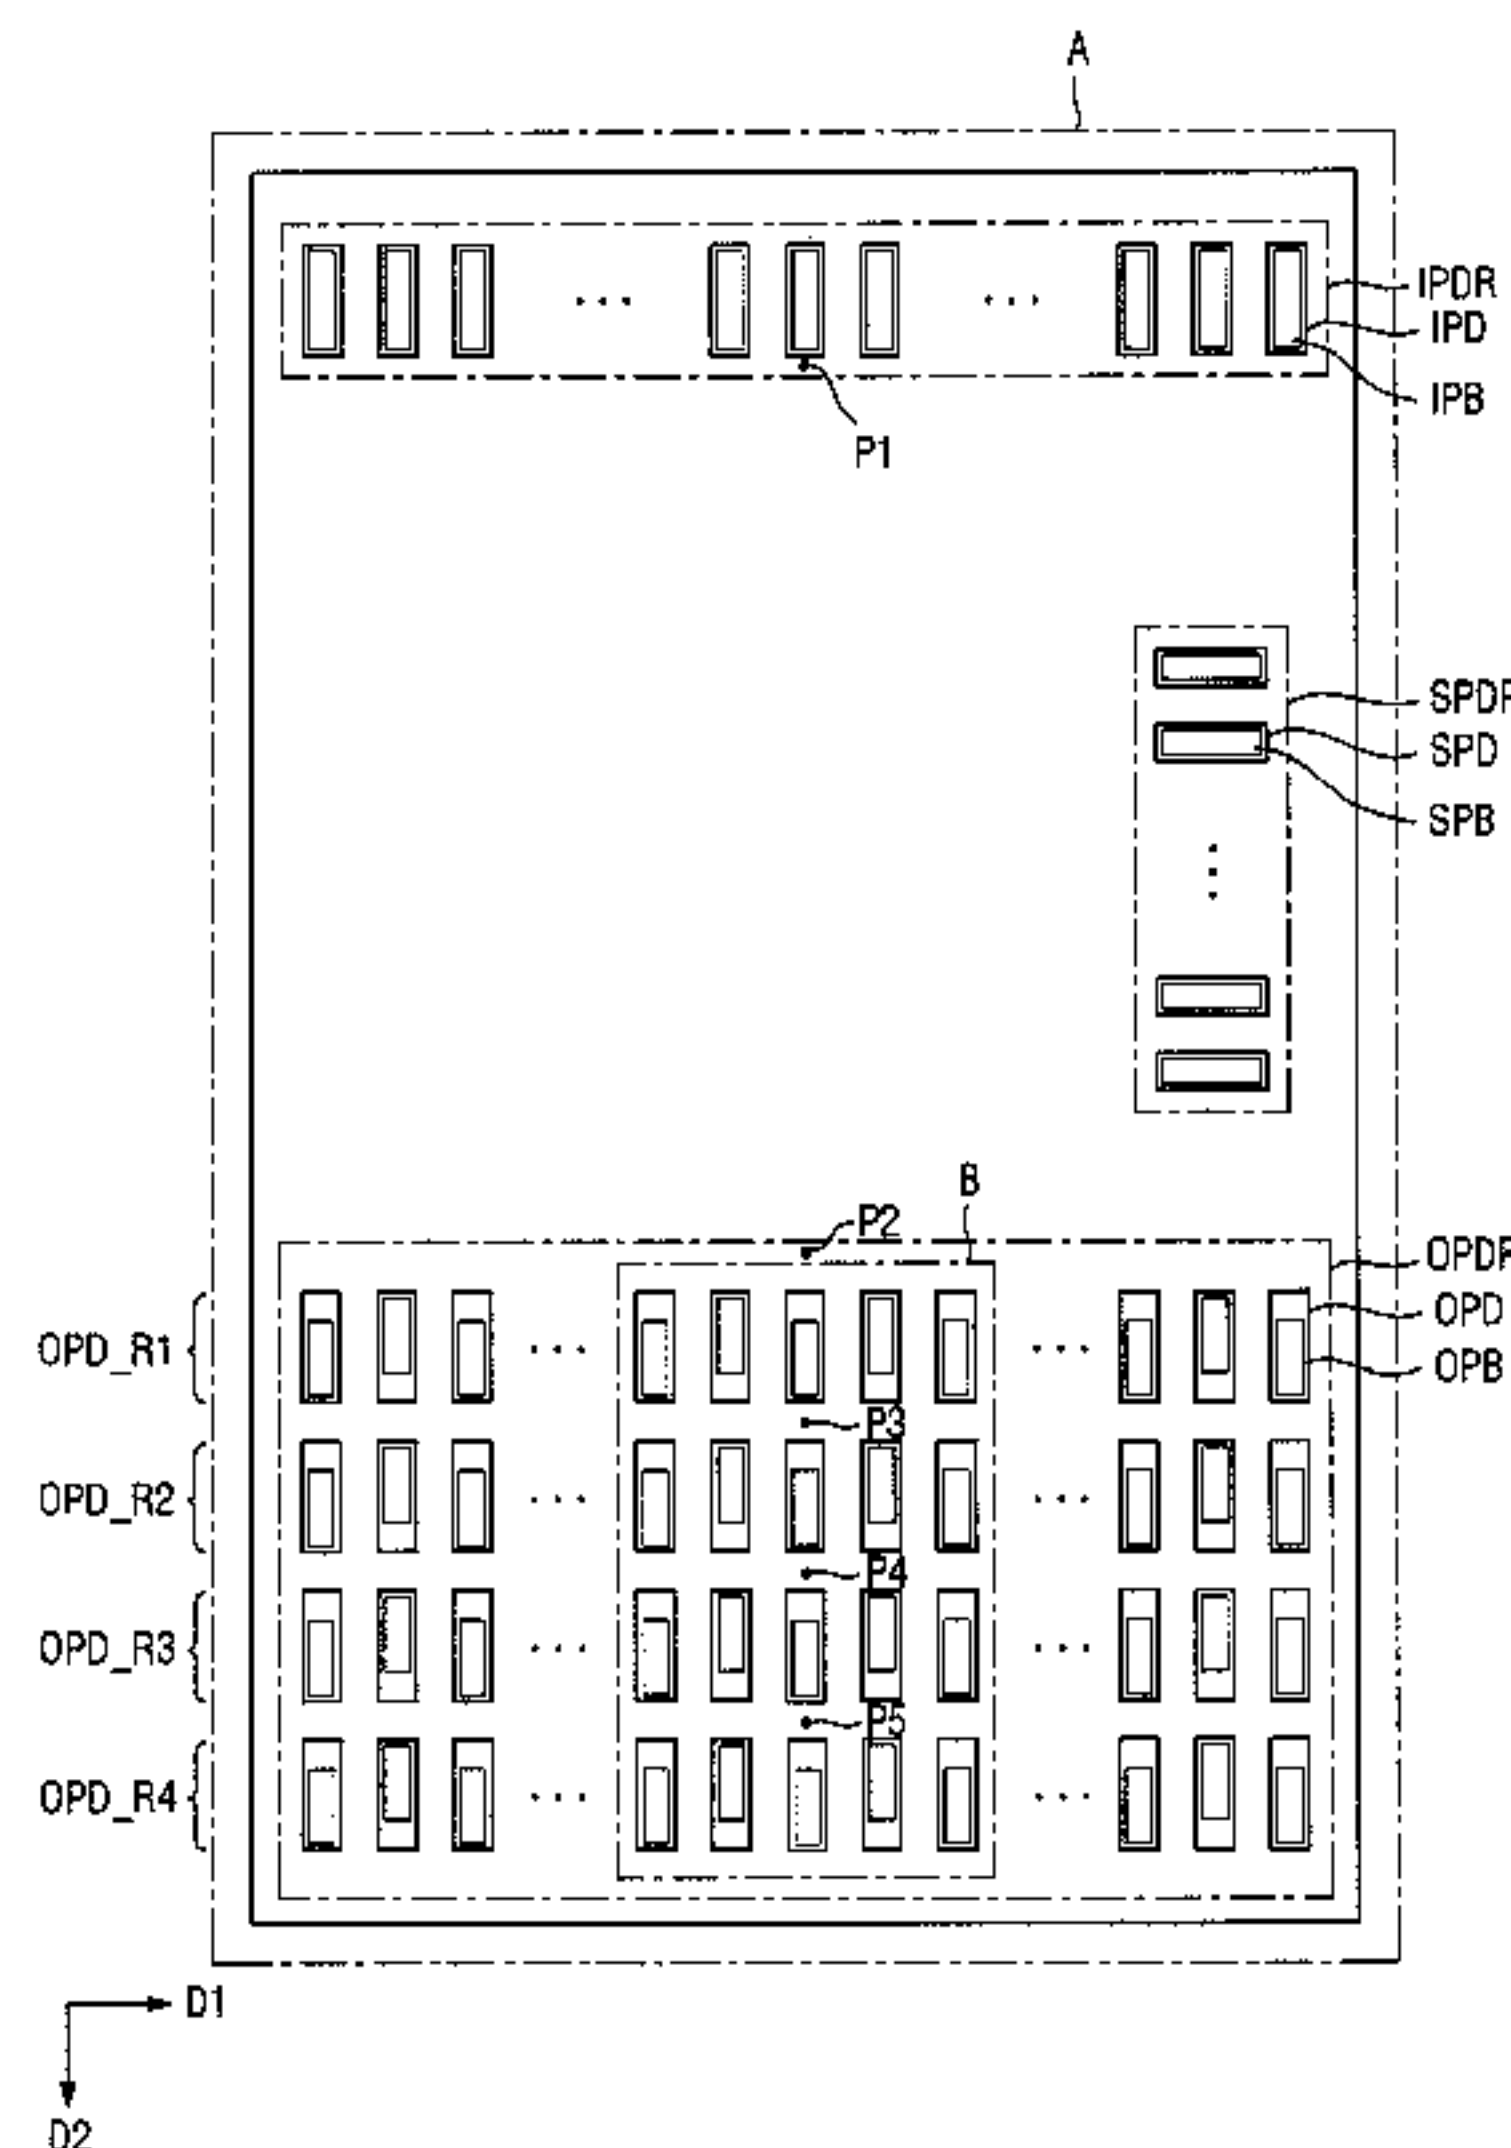 A
IPDR
IPD
IPB
P1
SPDR
SPD
SPB
B
P2
OPDR
OPD
OPB
OPD_R1
P3
OPD_R2
P4
OPD_R3
P5
OPD_R4
D1
D2